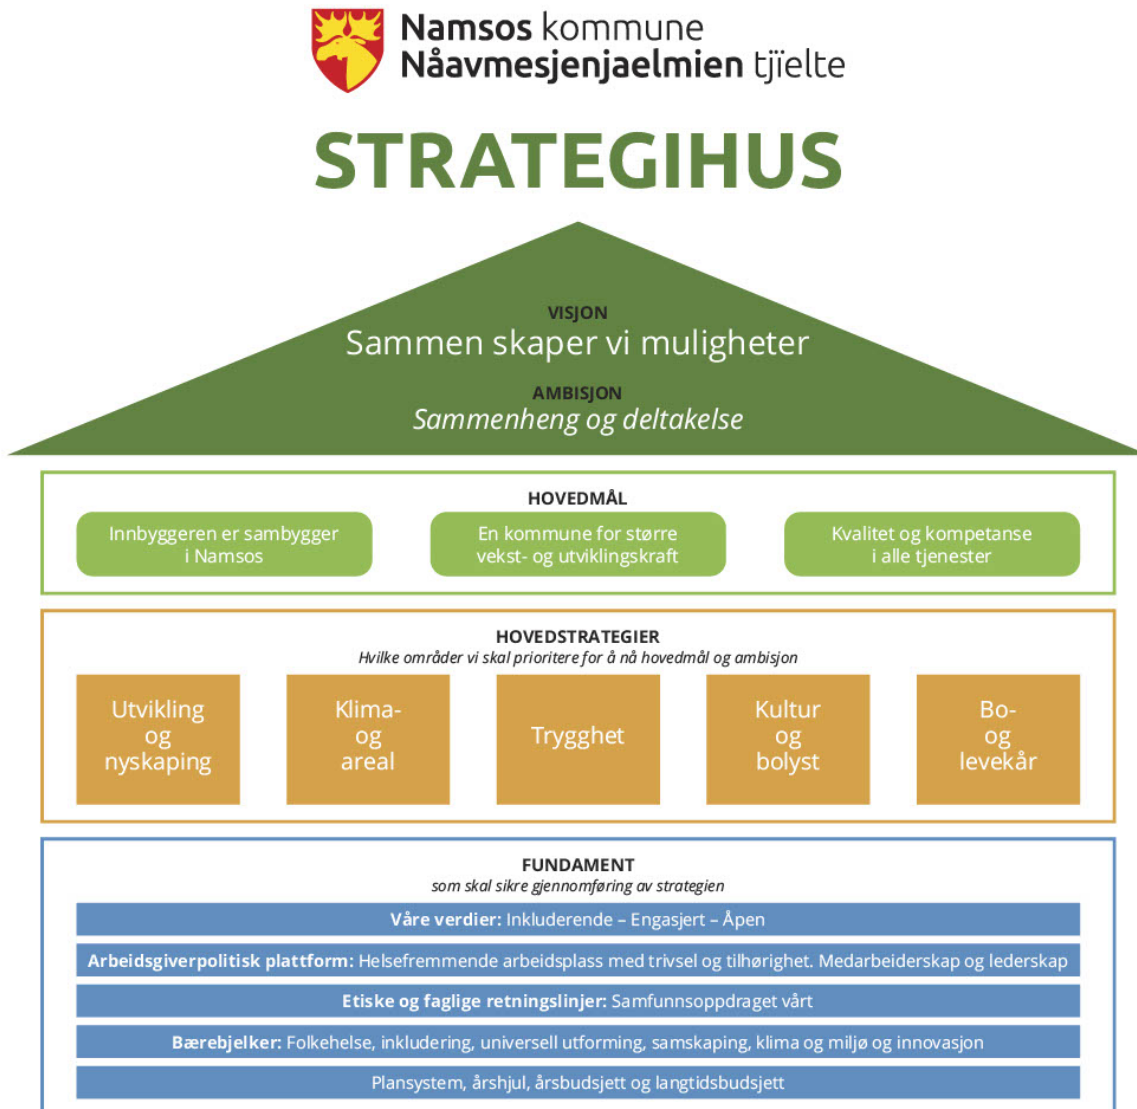 Namsos kommune
Nåavmesjenjaelmien tjïelte
STRATEGIHUS
VISJON
Sammen skaper vi muligheter
AMBISJON
Sammenheng og deltakelse
HOVEDMÅL
Innbyggeren er sambygger
i Namsos
En kommune for større
vekst- og utviklingskraft
Kvalitet og kompetanse
i alle tjenester
HOVEDSTRATEGIER
Hvilke områder vi skal prioritere for å nå hovedmål og ambisjon
Utvikling
og
nyskaping
Klima-
og
areal
Trygghet
Kultur
og
bolyst
Bo-
og
levekår
FUNDAMENT
som skal sikre gjennomføring av strategien
Våre verdier: Inkluderende – Engasjert – Åpen
Arbeidsgiverpolitisk plattform: Helsefremmende arbeidsplass med trivsel og tilhørighet. Medarbeiderskap og lederskap
Etiske og faglige retningslinjer: Samfunnsoppdraget vårt
Bærebjelker: Folkehelse, inkludering, universell utforming, samskaping, klima og miljø og innovasjon
Plansystem, årshjul, årsbudsjett og langtidsbudsjett